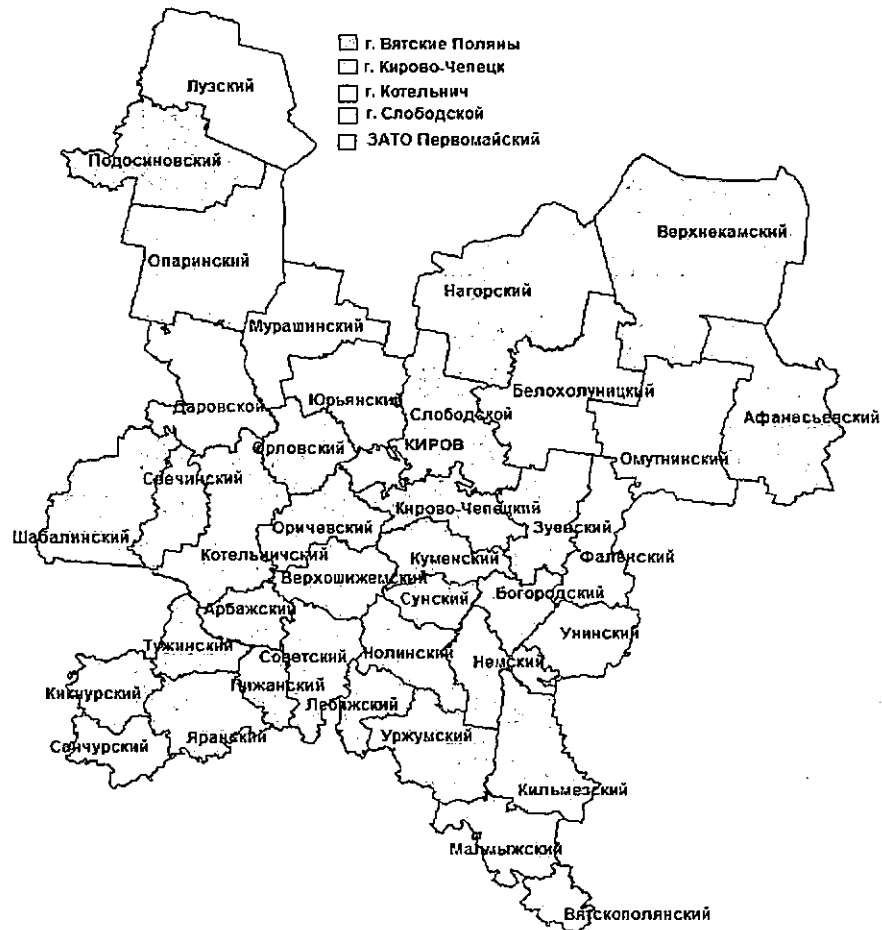 г. Вятские Поляны
г. Кирово-Чепецк
г. Котельнич
г. Слободской
ЗАТО Первомайский
Лузский
Подосиновский
Опаринский
Верхнекамский
Нагорский
Мурашинский
Юрьянский
Белохолуницкий
Даровской
Слободской
Афанасьевский
Орловский
КИРОВ
Омутнинский
Свечинский
Кирово-Чепецкий
Шабалинский
Оричевский
Зуевский
Котельничский
Куменский
Фаленский
Верхошижемский
Сунский
Богородский
Арбажский
Унинский
Тужинский
Советский
Нолинский
Немский
Кикнурский
Пижанский
Лебяжский
Санчурский
Яранский
Уржумский
Кильмезский
Малмыжский
Вятскополянский